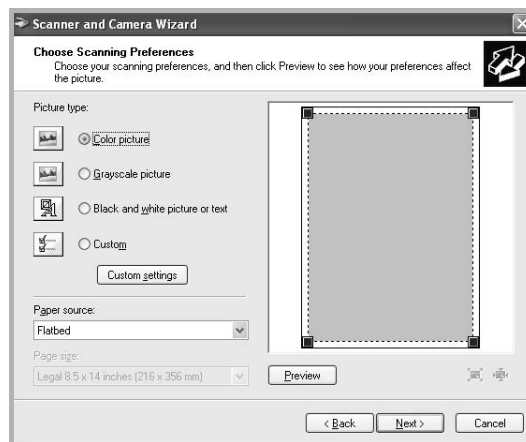 Scanner and Camera Wizard
Choose Scanning Preferences
Choose your scanning preferences, and then click Preview to see how your preferences affect
the picture.
Picture type:
Color picture
Grayscale picture
Black and white picture or text
Custom
Custom settings
Paper source:
Flatbed
Page size:
Legal 8.5 x 14 inches (216 x 356 mm)
Preview
< Back
Next >
Cancel